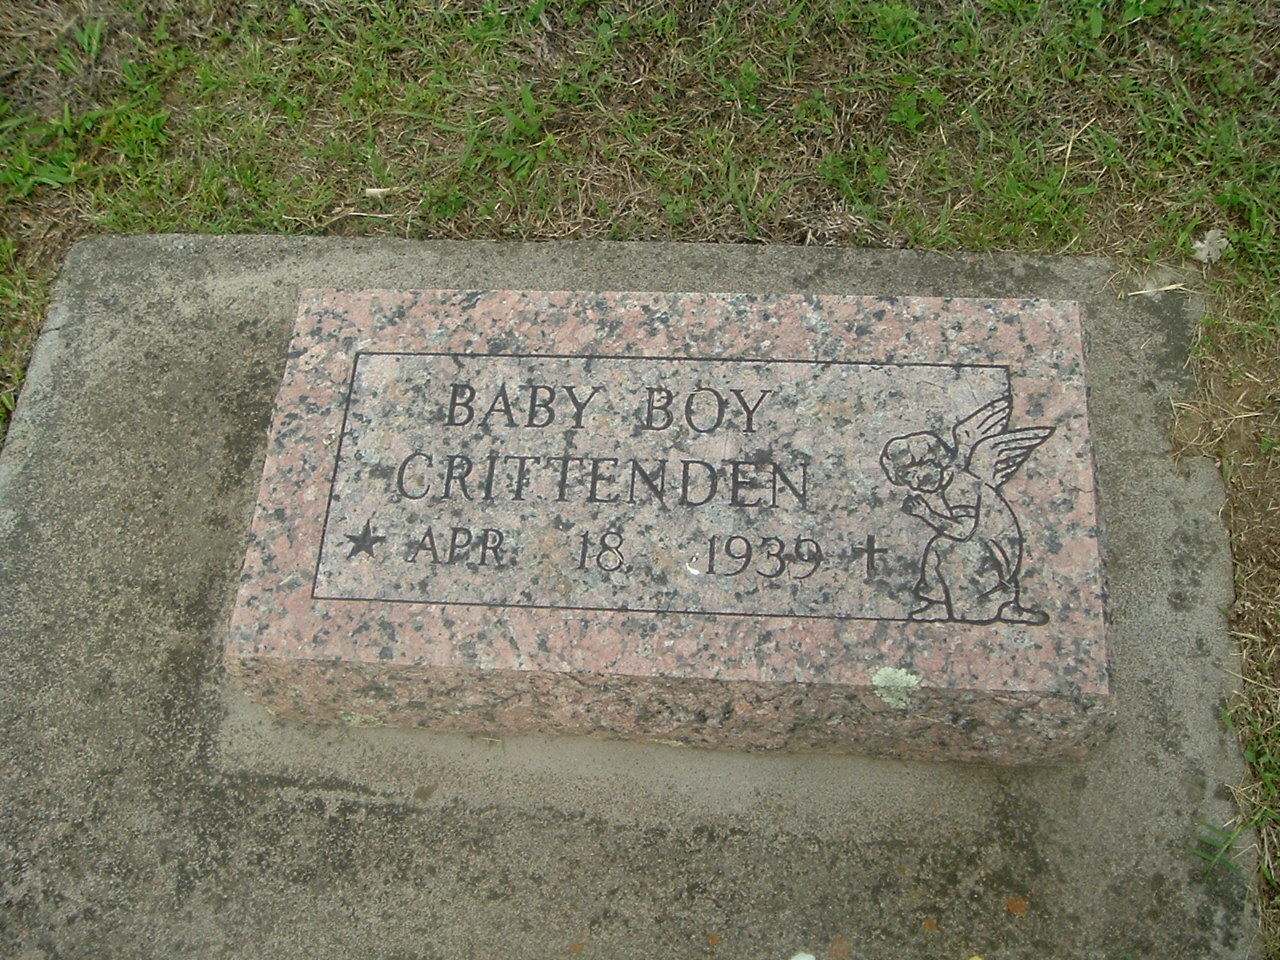 BABY BOY
CRITTENDEN
★ APR 18 1939 ✝